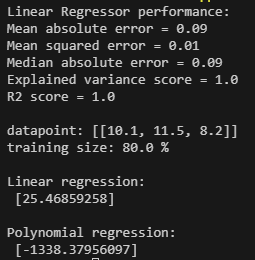 Linear Regressor performance:
Mean absolute error = 0.09
Mean squared error = 0.01
Median absolute error = 0.09
Explained variance score = 1.0
R2 score = 1.0
datapoint: [[10.1, 11.5, 8.2]]
training size: 80.0 %
Linear regression:
[25.46859258]
Polynomial regression:
[-1338.37956097]